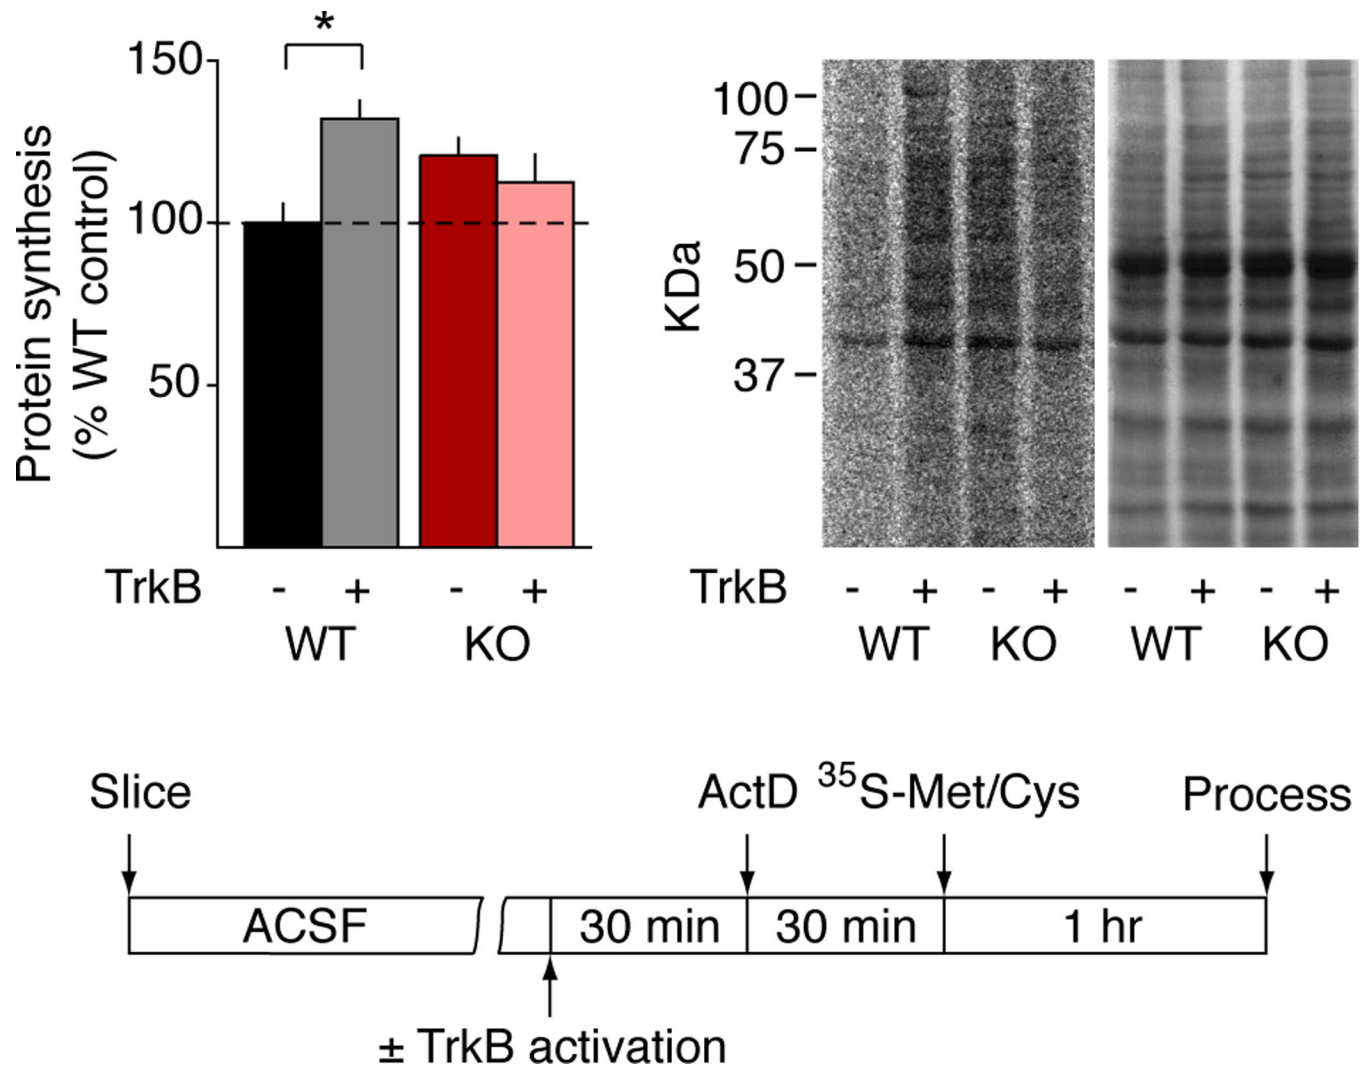 *
150
100
50
Protein synthesis
(% WT control)
TrkB - + - +
WT KO
100
75
50
37
KDa
TrkB - + - + - + - +
WT KO WT KO
Slice ActD ³⁵S-Met/Cys Process
ACSF 30 min 30 min 1 hr
± TrkB activation